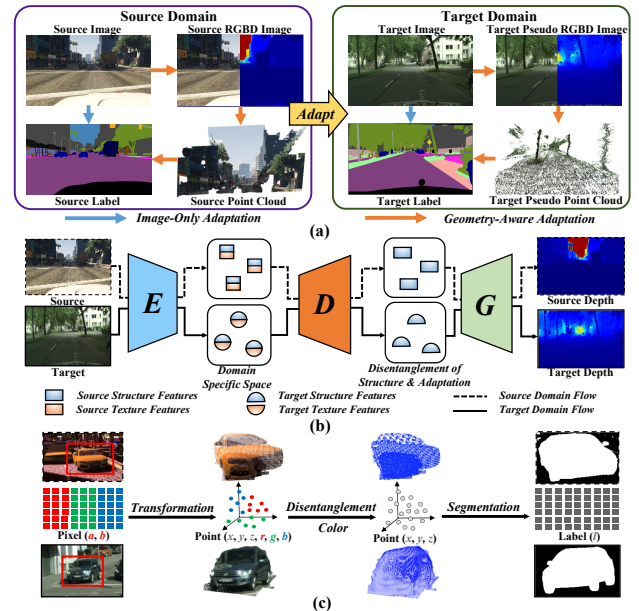 Source Domain
Target Domain
Source Image
Source RGBD Image
Target Image
Target Pseudo RGBD Image
Adapt
Source Label
Source Point Cloud
Target Label
Target Pseudo Point Cloud
Image-Only Adaptation
Geometry-Aware Adaptation
(a)
Source
Target
E
D
G
Source Depth
Target Depth
Domain
Specific Space
Disentanglement of
Structure & Adaptation
Source Structure Features
Target Structure Features
Source Domain Flow
Source Texture Features
Target Texture Features
Target Domain Flow
(b)
Transformation
Disentanglement
Color
Segmentation
Pixel (a, b)
Point (x, y, z, r, g, b)
Point (x, y, z)
Label (l)
(c)